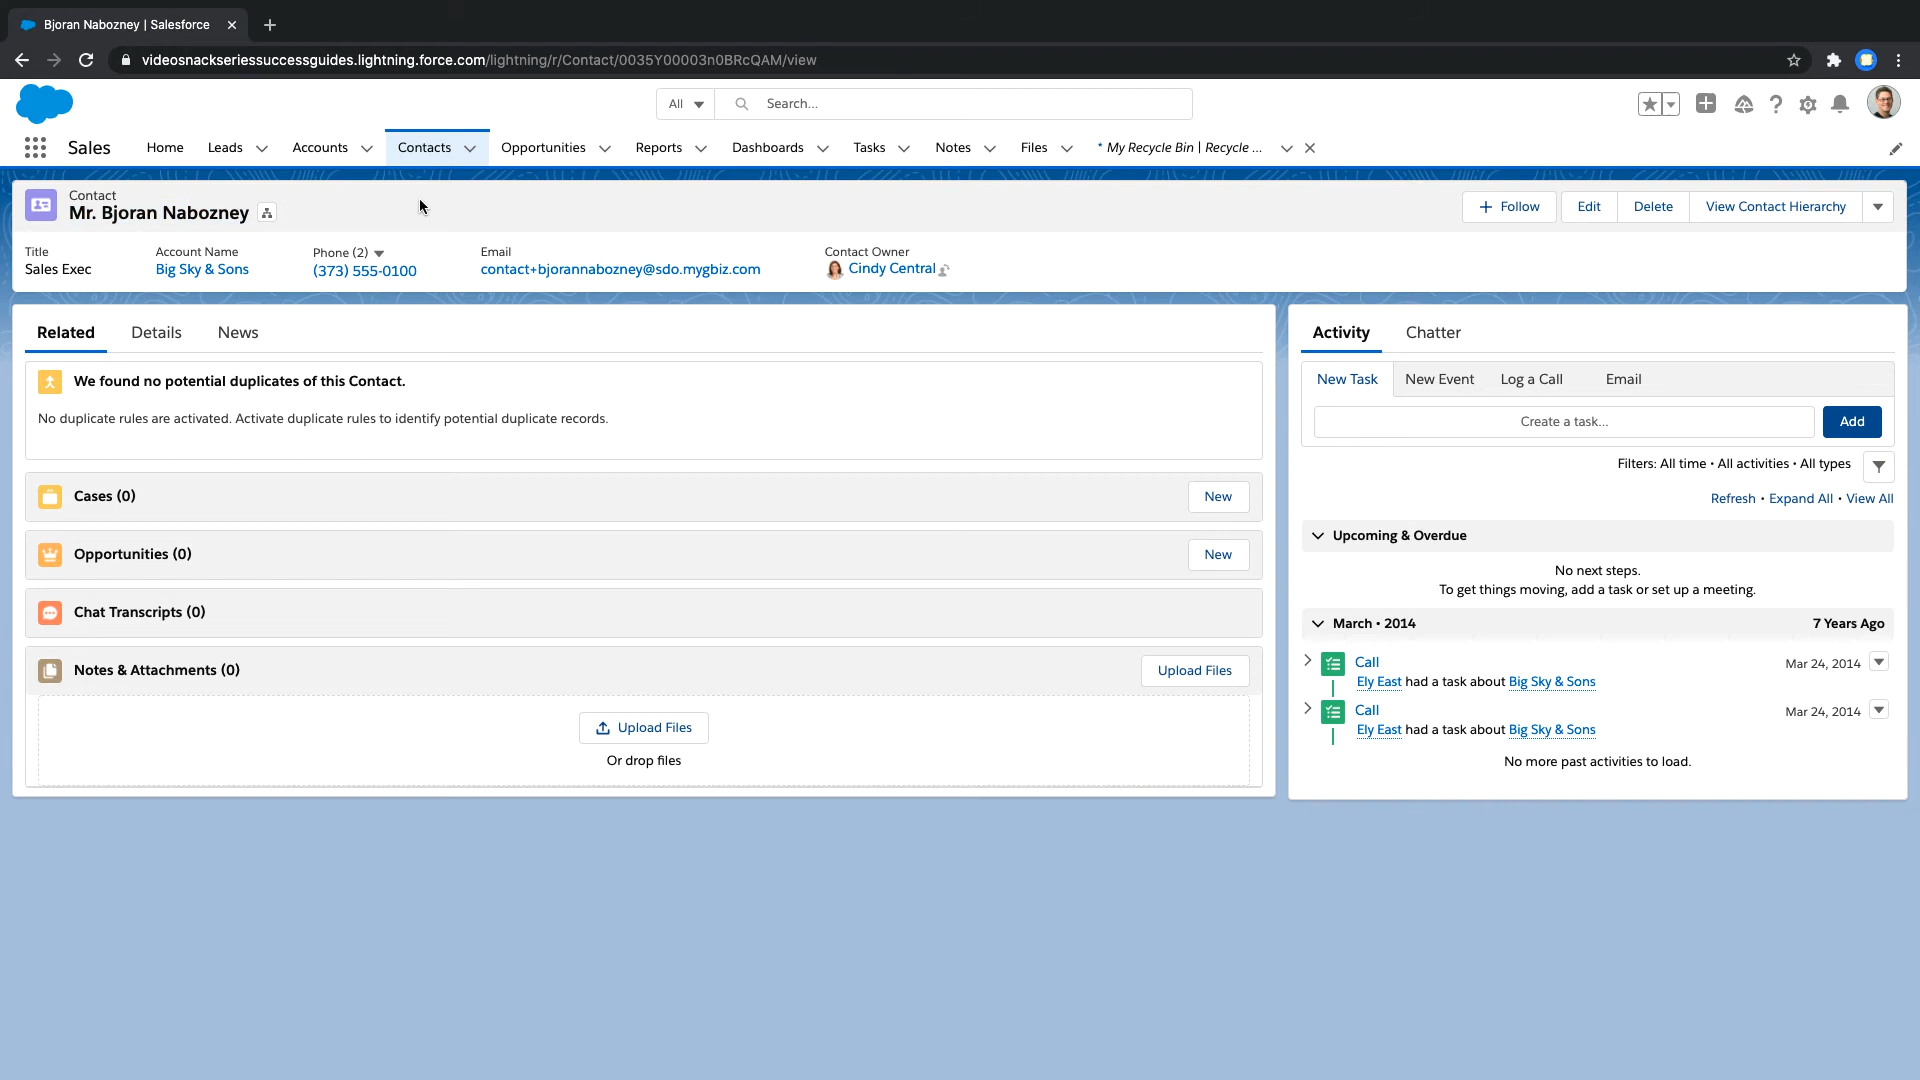 Bjoran Nabozney | Salesforce
videosnackseriessuccessguides.lightning.force.com/lightning/r/Contact/0035Y00003n0BRcQAM/view
All Search...
Sales Home Leads Accounts Contacts Opportunities Reports Dashboards Tasks Notes Files * My Recycle Bin | Recycle ...
Contact
Mr. Bjoran Nabozney
Follow Edit Delete View Contact Hierarchy
Title Account Name Phone (2) Email Contact Owner
Sales Exec Big Sky & Sons (373) 555-0100 contact+bjorannabozney@sdo.mygbiz.com Cindy Central
Related Details News
We found no potential duplicates of this Contact.
No duplicate rules are activated. Activate duplicate rules to identify potential duplicate records.
Cases (0) New
Opportunities (0) New
Chat Transcripts (0)
Notes & Attachments (0) Upload Files
Upload Files
Or drop files
Activity Chatter
New Task New Event Log a Call Email
Create a task... Add
Filters: All time • All activities • All types
Refresh • Expand All • View All
Upcoming & Overdue
No next steps.
To get things moving, add a task or set up a meeting.
March • 2014 7 Years Ago
Call Mar 24, 2014
Ely East had a task about Big Sky & Sons
Call Mar 24, 2014
Ely East had a task about Big Sky & Sons
No more past activities to load.